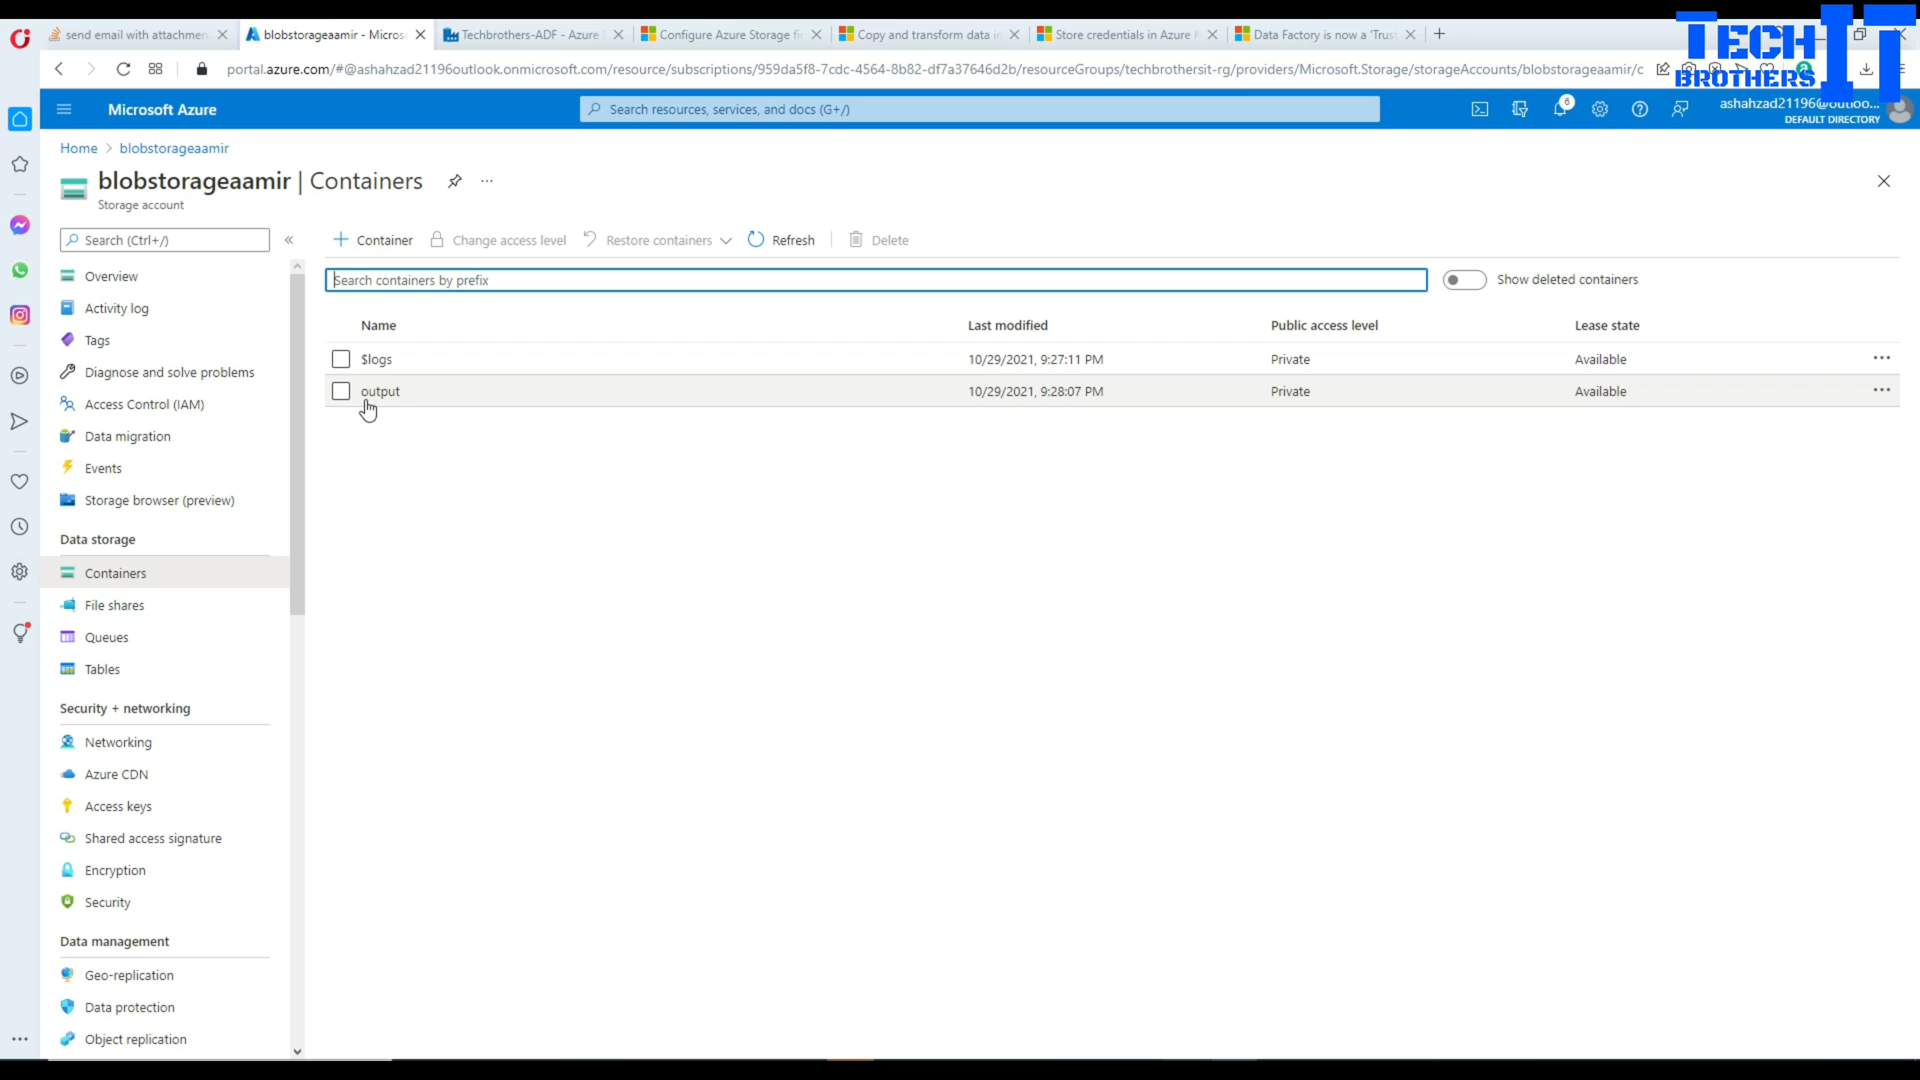 send email with attachmen
blobstorageaamir - Micros
Techbrothers-ADF - Azure
Configure Azure Storage fi
Copy and transform data i
Store credentials in Azure
Data Factory is now a 'Trus
TECH IT
BROTHERS
portal.azure.com/#@ashahzad21196outlook.onmicrosoft.com/resource/subscriptions/959da5f8-7cdc-4564-8b82-df7a37646d2b/resourceGroups/techbrothersit-rg/providers/Microsoft.Storage/storageAccounts/blobstorageaamir/c
Microsoft Azure
Search resources, services, and docs (G+/)
6
ashahzad21196@outloo...
DEFAULT DIRECTORY
Home > blobstorageaamir
blobstorageaamir | Containers
Storage account
Search (Ctrl+/)
Container
Change access level
Restore containers
Refresh
Delete
Search containers by prefix
Show deleted containers
Name Last modified Public access level Lease state
$logs 10/29/2021, 9:27:11 PM Private Available
output 10/29/2021, 9:28:07 PM Private Available
Overview
Activity log
Tags
Diagnose and solve problems
Access Control (IAM)
Data migration
Events
Storage browser (preview)
Data storage
Containers
File shares
Queues
Tables
Security + networking
Networking
Azure CDN
Access keys
Shared access signature
Encryption
Security
Data management
Geo-replication
Data protection
Object replication